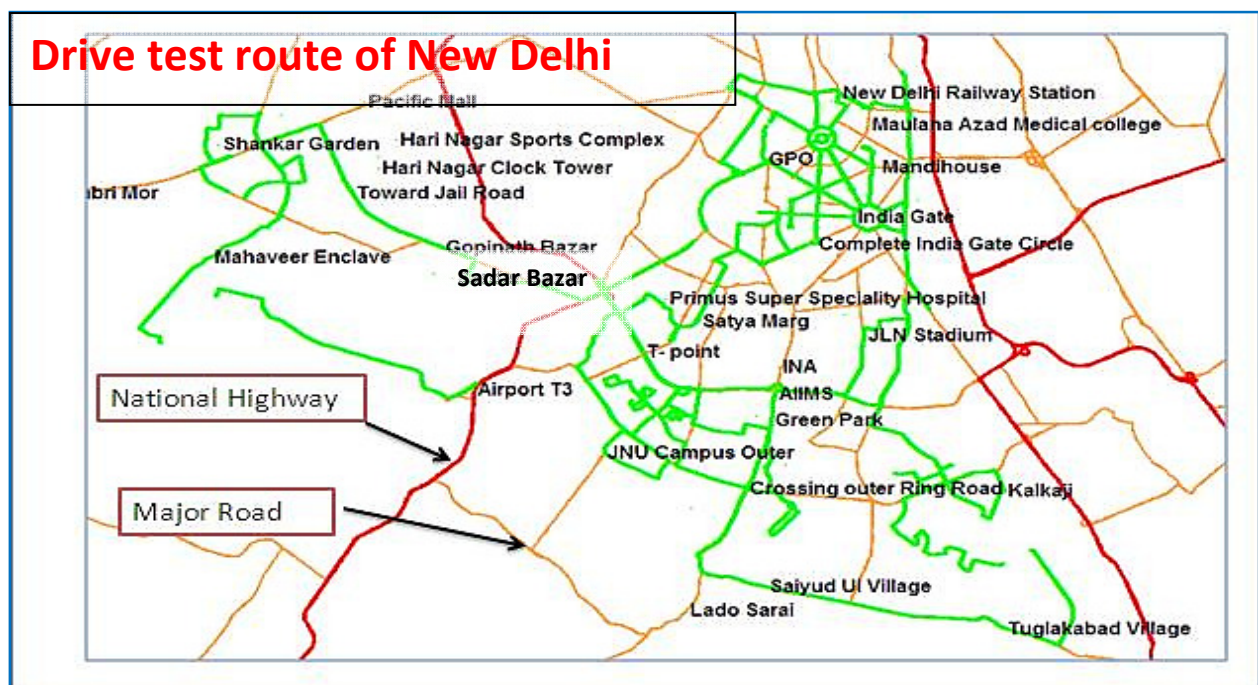 Drive test route of New Delhi
Pacific Mall
New Delhi Railway Station
Maulana Azad Medical college
Shankar Garden
Hari Nagar Sports Complex
GPO
Hari Nagar Clock Tower
Mandihouse
ıbri Mor
Toward Jail Road
India Gate
Mahaveer Enclave
Gopinath Bazar
Complete India Gate Circle
Sadar Bazar
Primus Super Speciality Hospital
Satya Marg
JLN Stadium
T- point
INA
National Highway
Airport T3
AIIMS
Green Park
JNU Campus Outer
Crossing outer Ring Road
Kalkaji
Major Road
Saiyud Ul Village
Lado Sarai
Tuglakabad Village